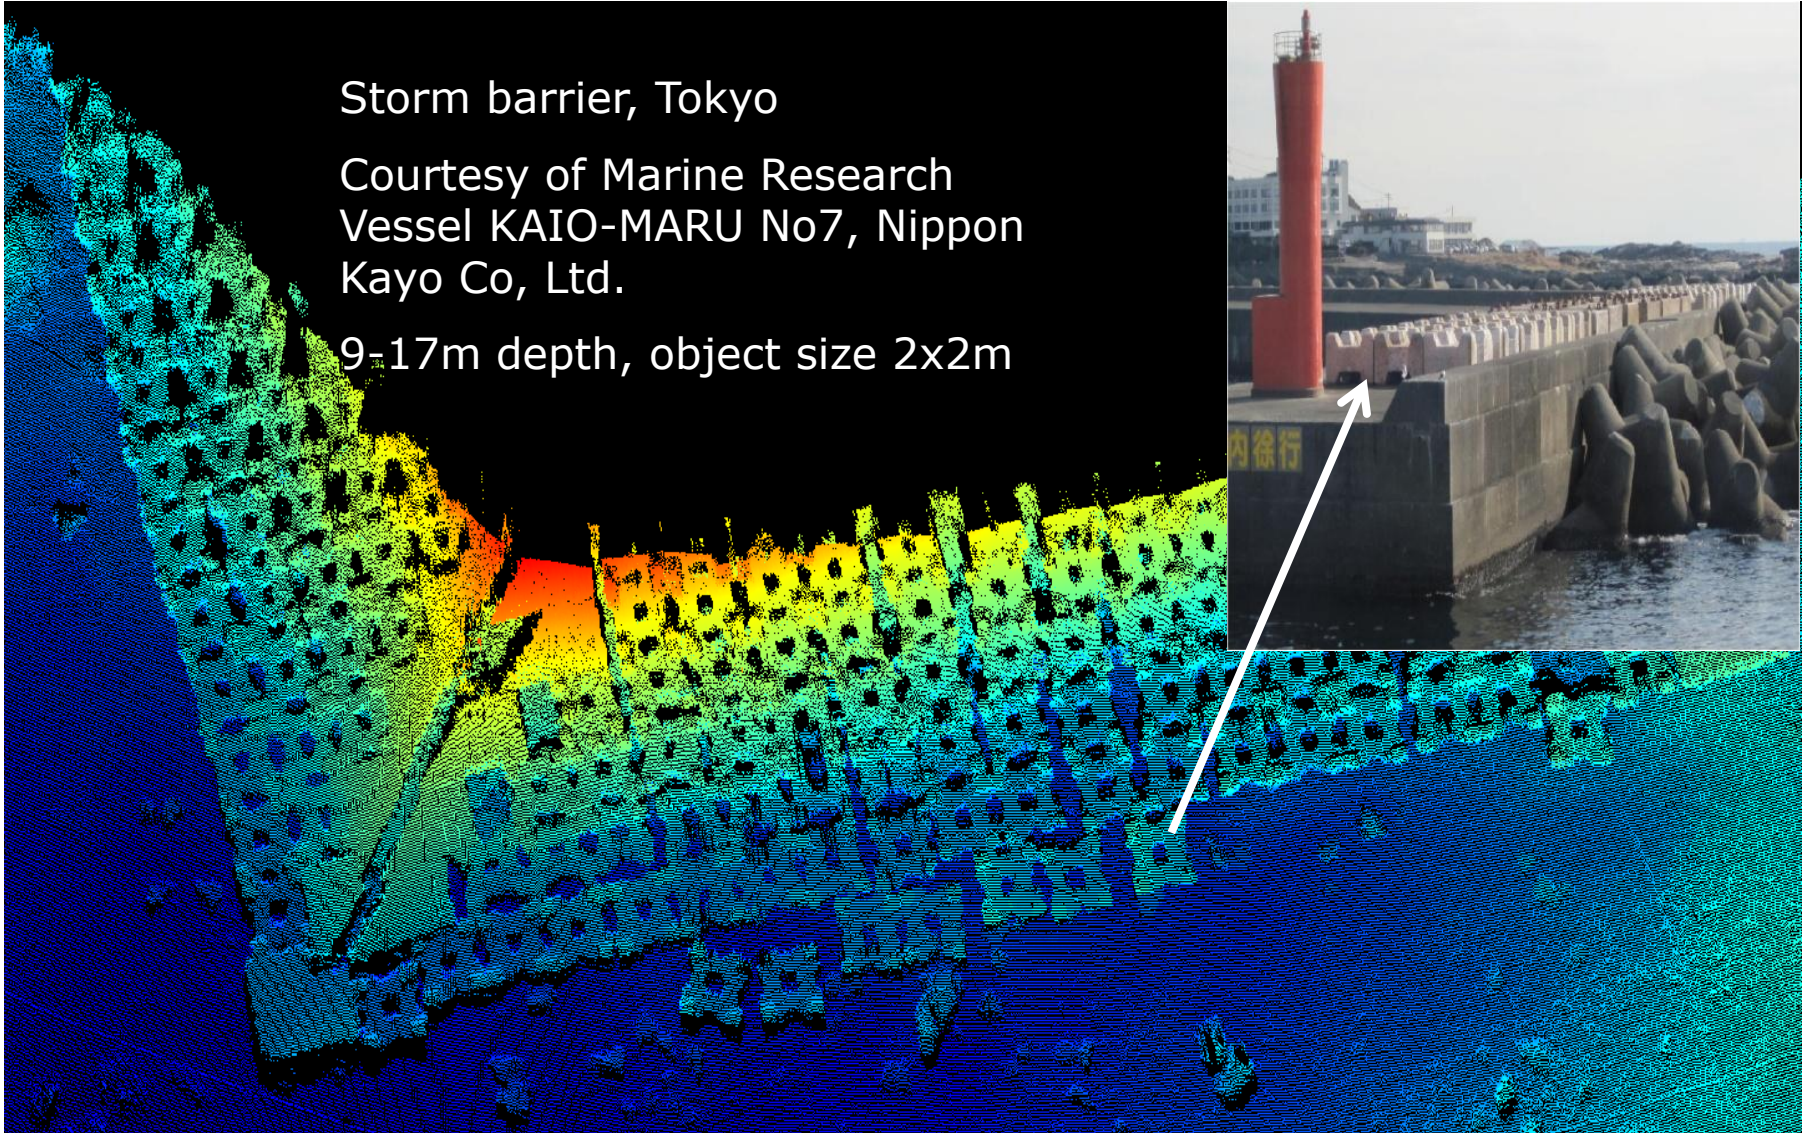 Storm barrier, Tokyo
Courtesy of Marine Research
Vessel KAIO-MARU No7, Nippon
Kayo Co, Ltd.
9-17m depth, object size 2x2m
内徐行